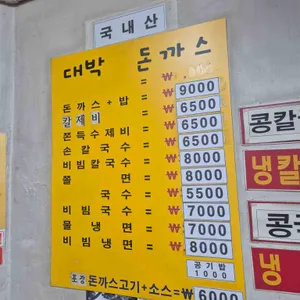 국내산
대박 돈까스
돈까스+밥 = ₩ 9000
칼제비 = ₩ 6500
쫀득수제비 = ₩ 6500
손칼국수 = ₩ 6500
비빔칼국수 = ₩ 8000
쫄면 = ₩ 8000
국수 = ₩ 5500
비빔국수 = ₩ 7000
물냉면 = ₩ 7000
비빔냉면 = ₩ 8000
공기밥
1000
포장 돈까스고기+소스=₩ 6000
콩칼
냉칼
콩국
냉